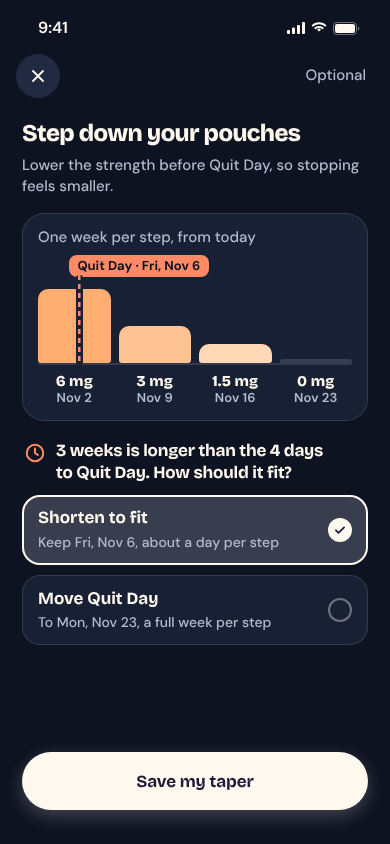 9:41
Optional
Step down your pouches
Lower the strength before Quit Day, so stopping
feels smaller.
One week per step, from today
Quit Day · Fri, Nov 6
6 mg
Nov 2
3 mg
Nov 9
1.5 mg
Nov 16
0 mg
Nov 23
3 weeks is longer than the 4 days
to Quit Day. How should it fit?
Shorten to fit
Keep Fri, Nov 6, about a day per step
Move Quit Day
To Mon, Nov 23, a full week per step
Save my taper